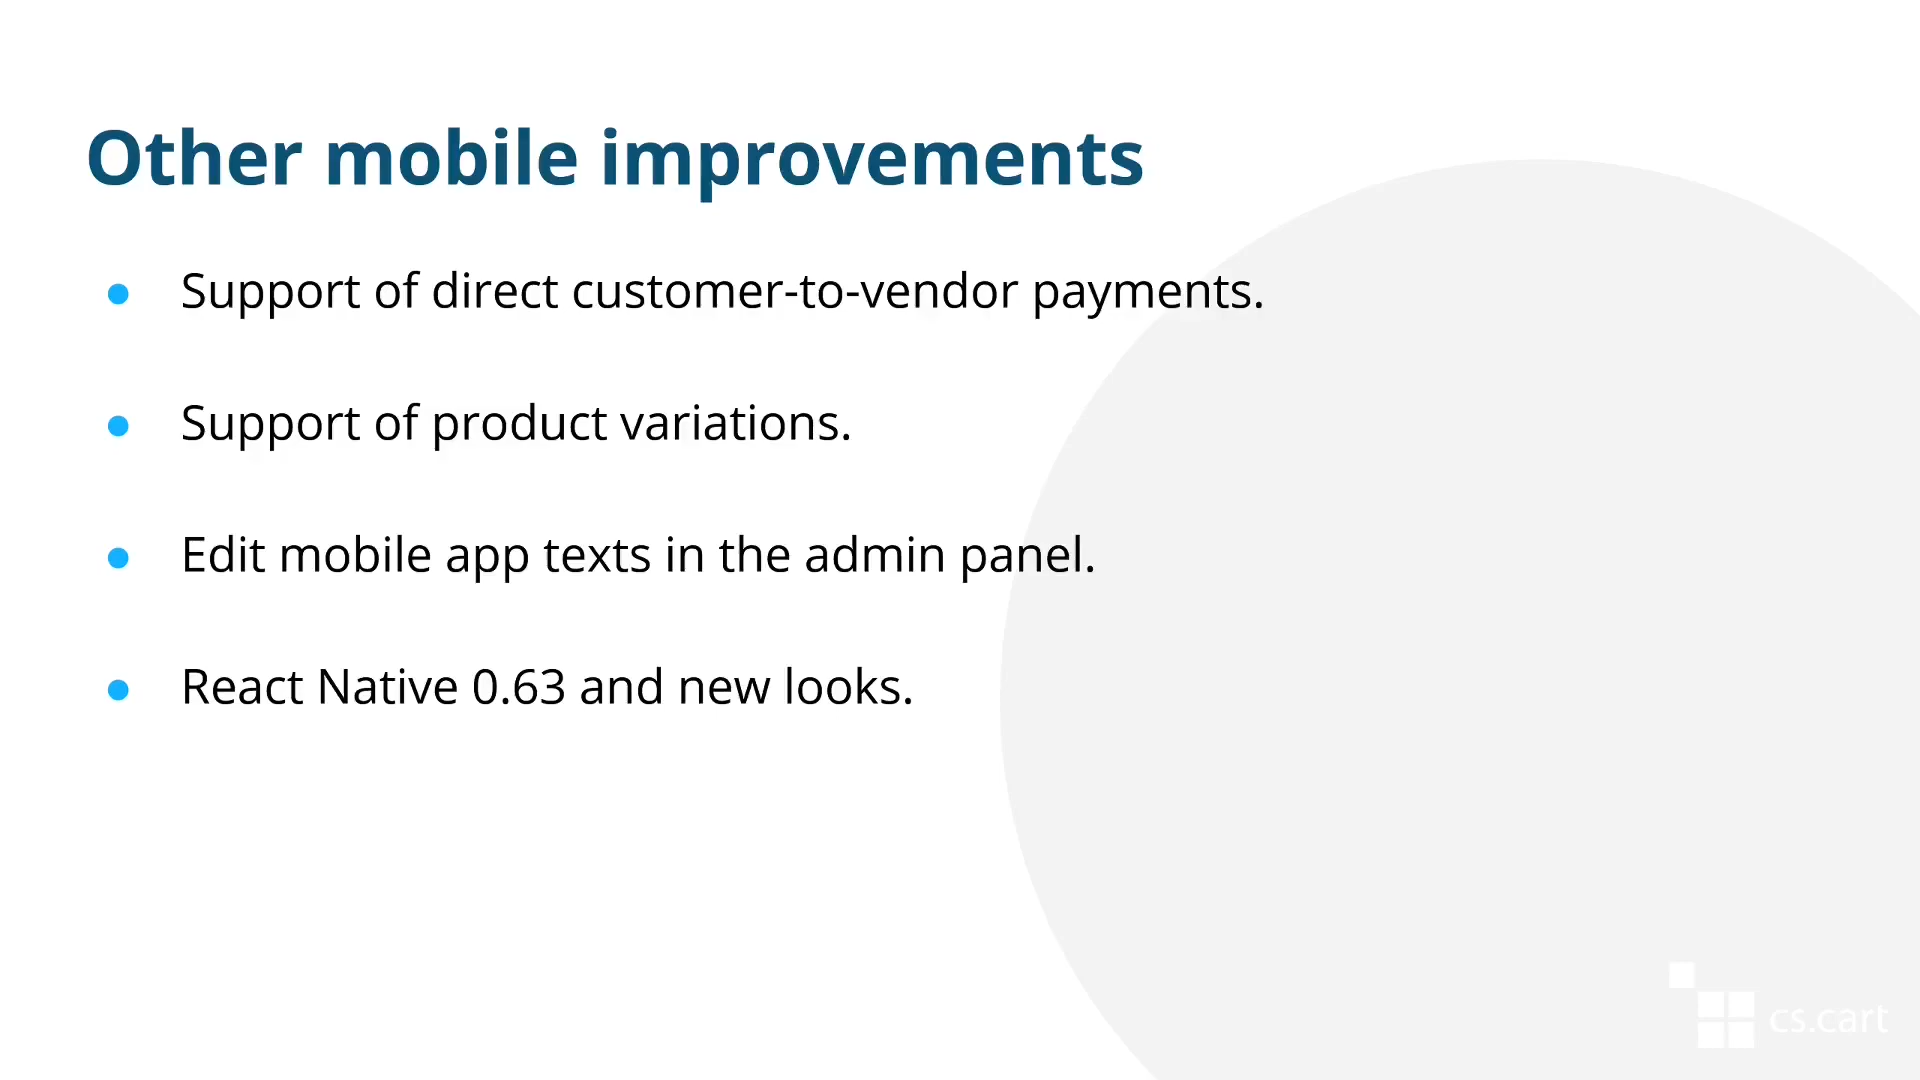 Other mobile improvements
● Support of direct customer-to-vendor payments.
● Support of product variations.
● Edit mobile app texts in the admin panel.
● React Native 0.63 and new looks.
cs.cart